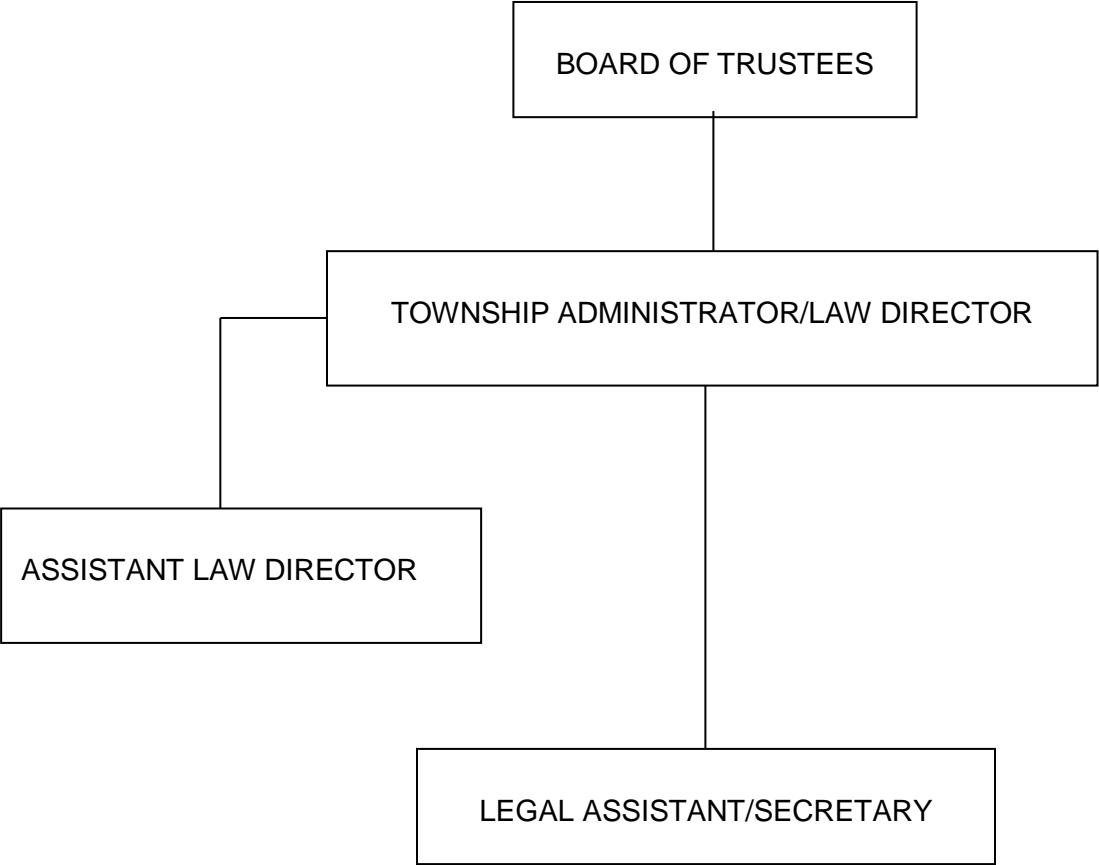 BOARD OF TRUSTEES
TOWNSHIP ADMINISTRATOR/LAW DIRECTOR
ASSISTANT LAW DIRECTOR
LEGAL ASSISTANT/SECRETARY